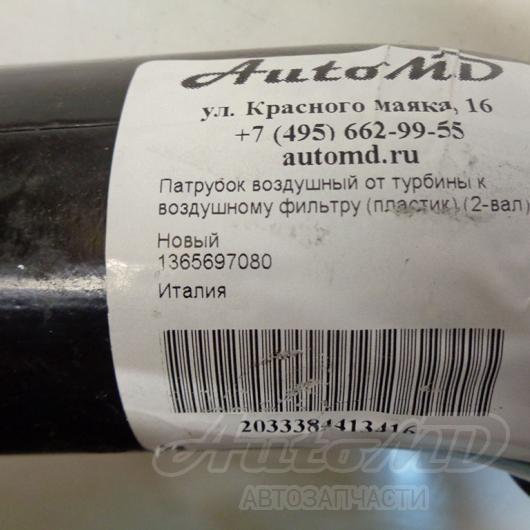 AutoMD
ул. Красного маяка, 16
+7 (495) 662-99-55
automd.ru
Патрубок воздушный от турбины к
воздушному фильтру (пластик) (2-вал)
Новый
1365697080
Италия
2033384413416
AutoMD
АВТОЗАПЧАСТИ